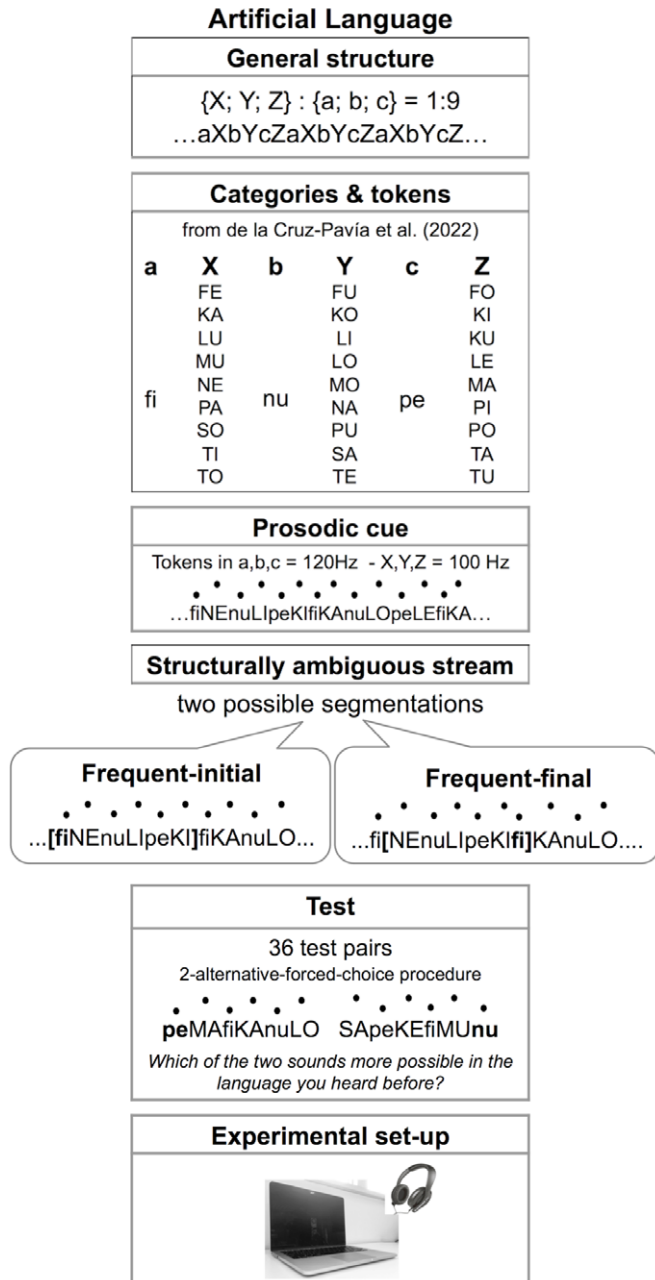 Artificial Language
General structure
{X; Y; Z} : {a; b; c} = 1:9
…aXbYcZaXbYcZaXbYcZ…
Categories & tokens
from de la Cruz-Pavía et al. (2022)
a X b Y c Z
FE FU FO
KA KO KI
LU LI KU
MU LO LE
NE MO MA
fi PA nu NA pe PI
SO PU PO
TI SA TA
TO TE TU
Prosodic cue
Tokens in a,b,c = 120Hz - X,Y,Z = 100 Hz
…fiNEnuLIpeKIfiKAnuLOpeLEfiKA…
Structurally ambiguous stream
two possible segmentations
Frequent-initial
...[fiNEnuLIpeKI]fiKAnuLO...
Frequent-final
...fi[NEnuLIpeKIfi]KAnuLO....
Test
36 test pairs
2-alternative-forced-choice procedure
peMAfiKAnuLO SApeKEfiMUnu
Which of the two sounds more possible in the
language you heard before?
Experimental set-up